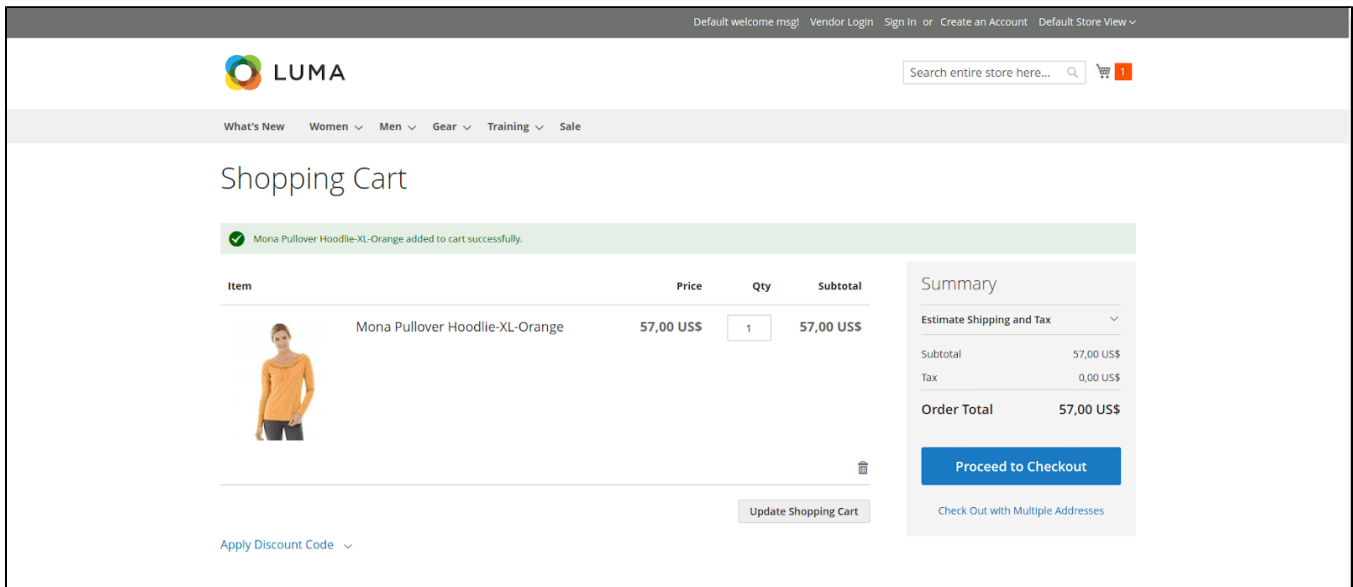 Default welcome msg! Vendor Login Sign In or Create an Account Default Store View
LUMA
Search entire store here... 1
What's New Women Men Gear Training Sale
Shopping Cart
Mona Pullover Hoodlie-XL-Orange added to cart successfully.
Item Price Qty Subtotal
Mona Pullover Hoodlie-XL-Orange 57,00 US$ 1 57,00 US$
Update Shopping Cart
Apply Discount Code
Summary
Estimate Shipping and Tax
Subtotal 57,00 US$
Tax 0,00 US$
Order Total 57,00 US$
Proceed to Checkout
Check Out with Multiple Addresses